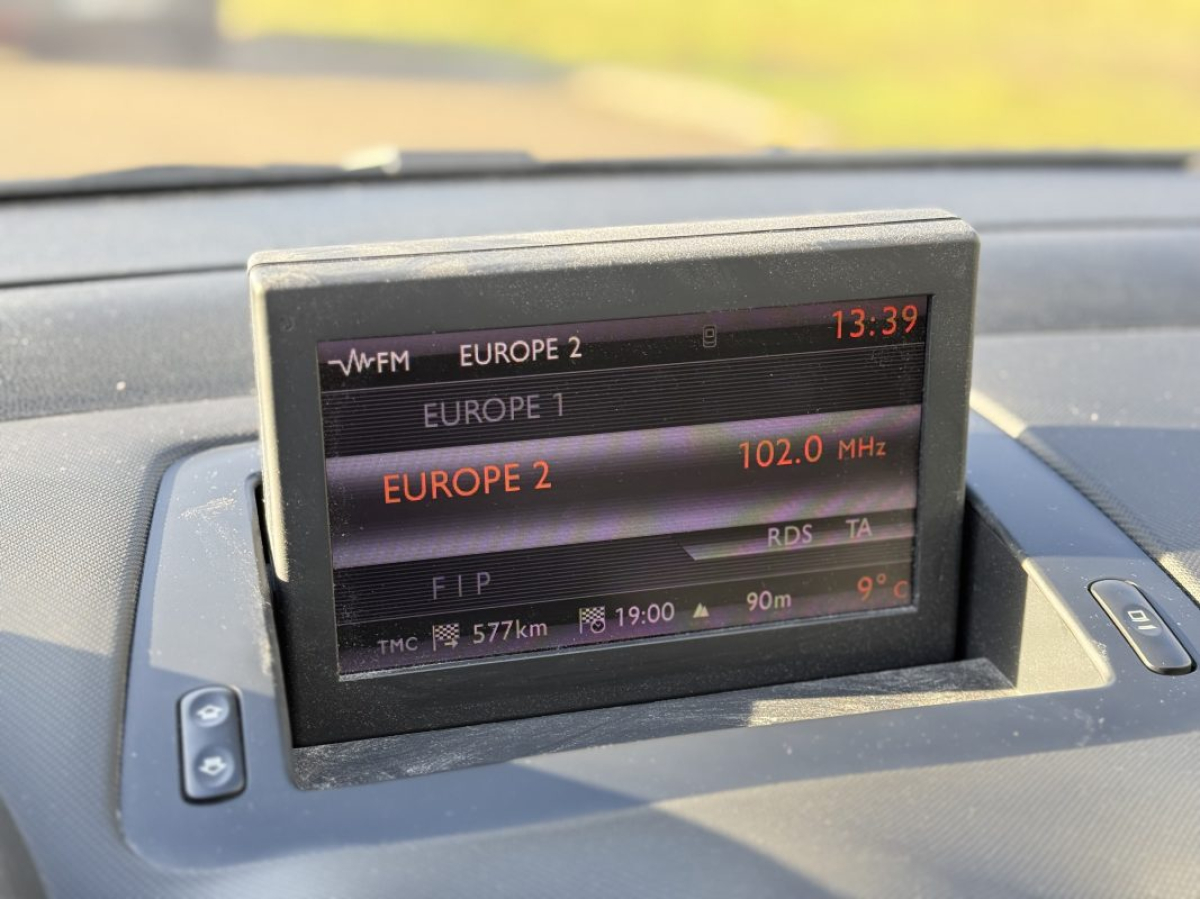 FM EUROPE 2 13:39
EUROPE 1
EUROPE 2 102.0 MHz
RDS TA
FIP
TMC 577km 19:00 90m 9°C